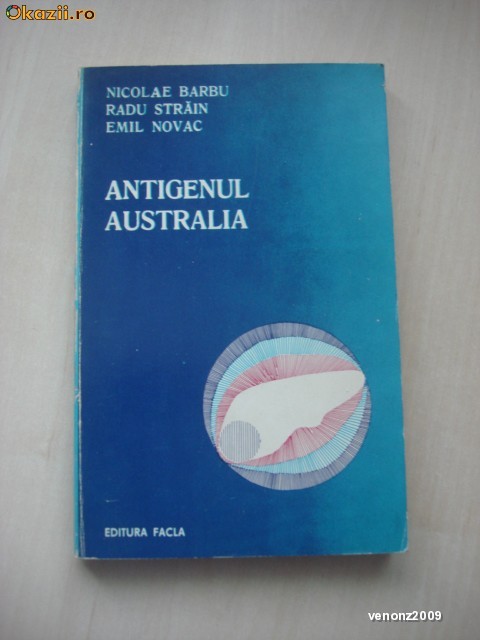 Okazii.ro
NICOLAE BARBU
RADU STRĂIN
EMIL NOVAC
ANTIGENUL
AUSTRALIA
EDITURA FACLA
venonz2009